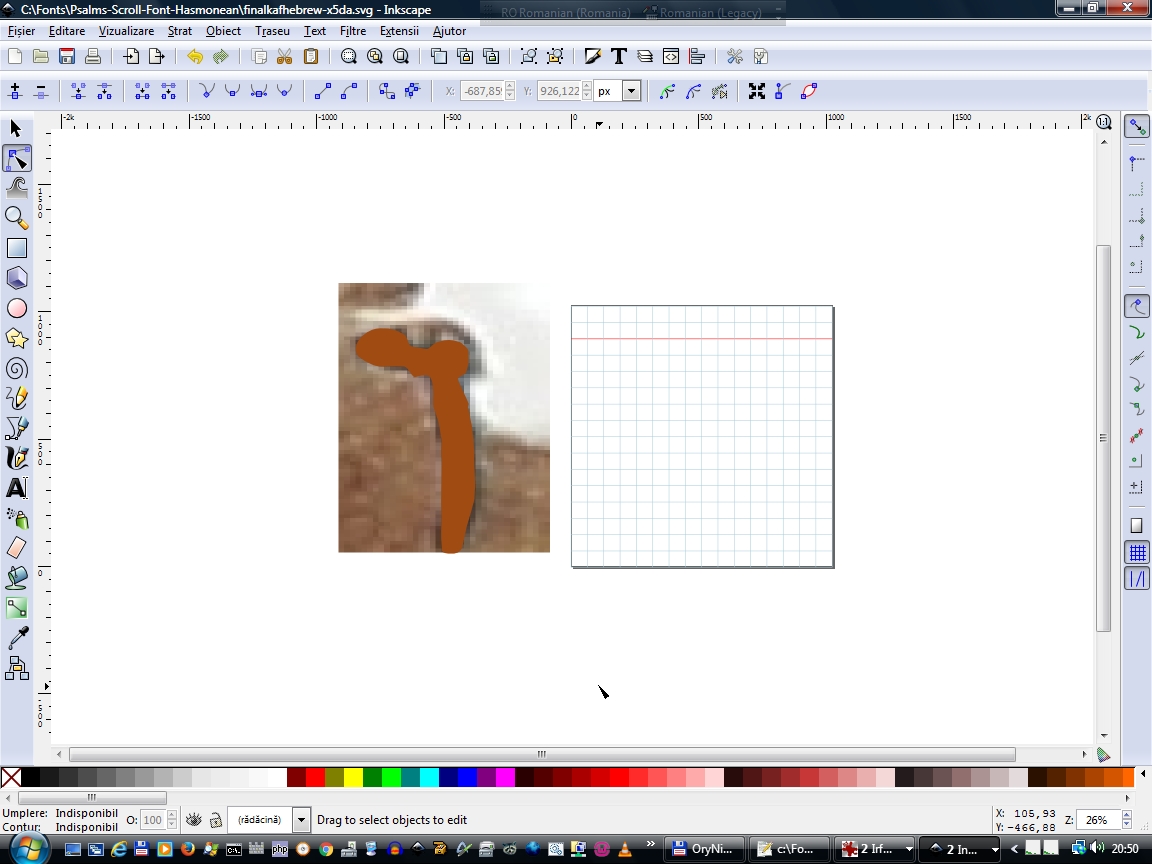 C:\Fonts\Psalms-Scroll-Font-Hasmonean\finalkafhebrew-x5da.svg - Inkscape
RO Romanian (Romania) Romanian (Legacy)
Fișier Editare Vizualizare Strat Obiect Traseu Text Filtre Extensii Ajutor
X: -687,85 Y: 926,122 px
-2k -1500 -1000 -500 0 500 1000 1500 2k
1500
1000
500
0
-500
Umplere: Indisponibil O: 100 (rădăcină) Drag to select objects to edit X: 105,93 Z: 26%
Contur: Indisponibil Y: -466,88
php OryNi... c:\Fo... 2 Irf... 2 In... 20:50